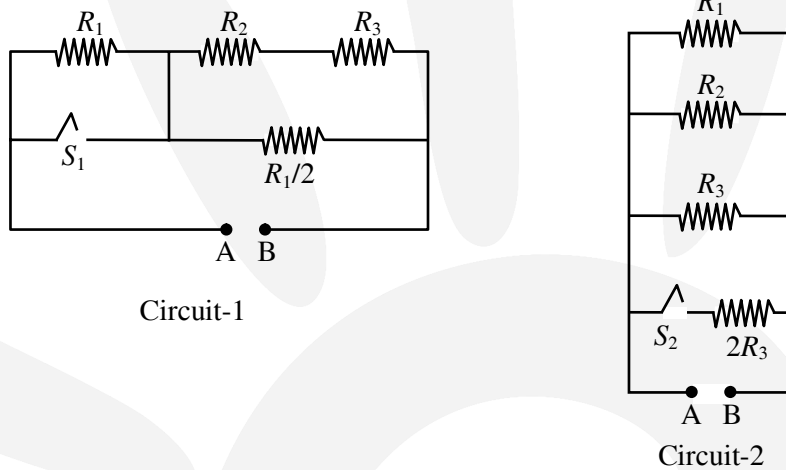 R₁ R₂ R₃
S₁ R₁/2
A B
Circuit-1
R₁
R₂
R₃
S₂ 2R₃
A B
Circuit-2